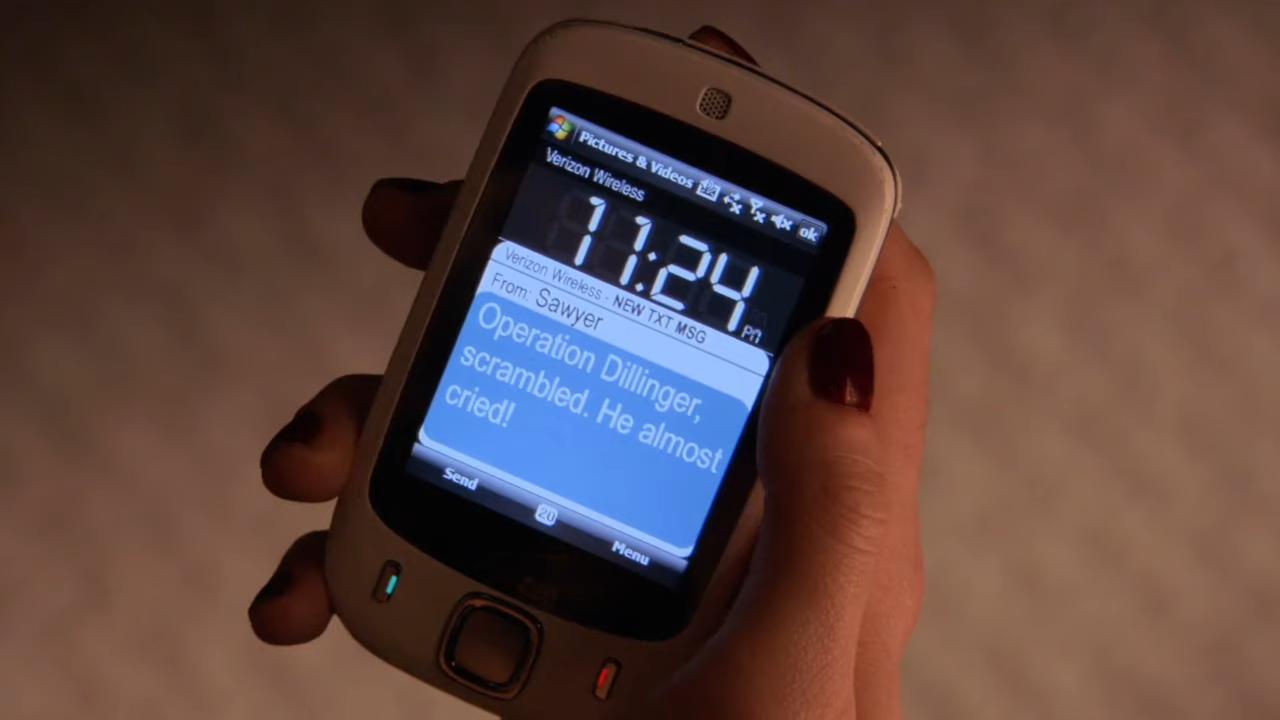 Pictures & Videos ok
Verizon Wireless
11:24 PM
Verizon Wireless - NEW TXT MSG
From: Sawyer
Operation Dillinger,
scrambled. He almost
cried!
Send 20 Menu